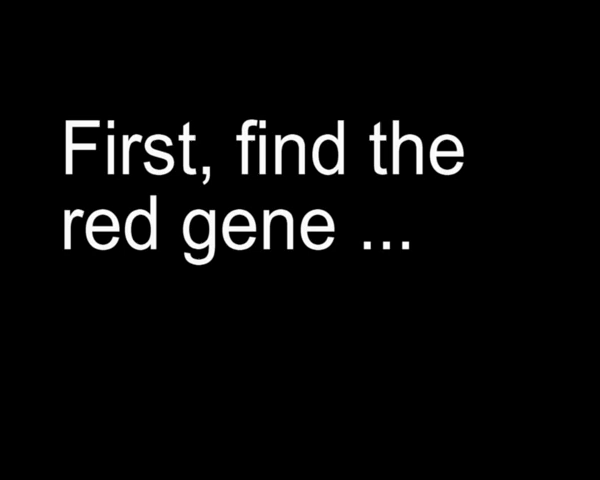 First, find the
red gene ...